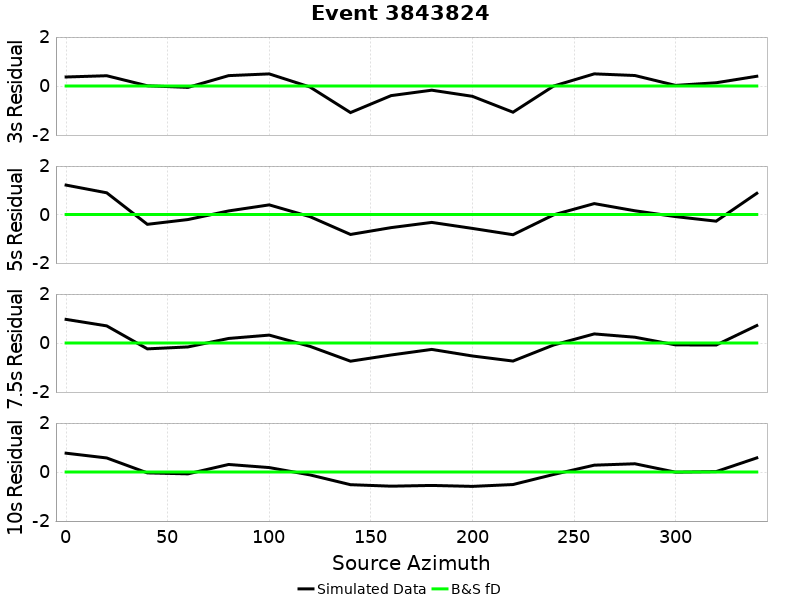 Event 3843824
3s Residual
2
0
-2
5s Residual
2
0
-2
7.5s Residual
2
0
-2
10s Residual
2
0
-2
0 50 100 150 200 250 300
Source Azimuth
Simulated Data B&S fD